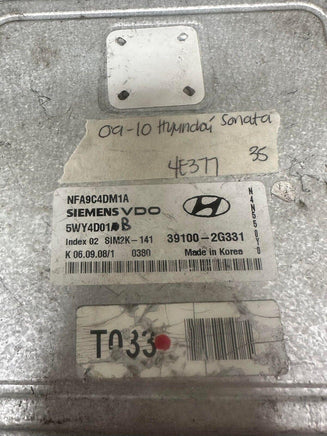 09-10 Hyundai Sonata
4E377 35
NFA9C4DM1A
SIEMENS VDO
5WY4D01 B
Index 02 SIM2K-141 39100-2G331
K 06.09.08/1 0380 Made in Korea
T033